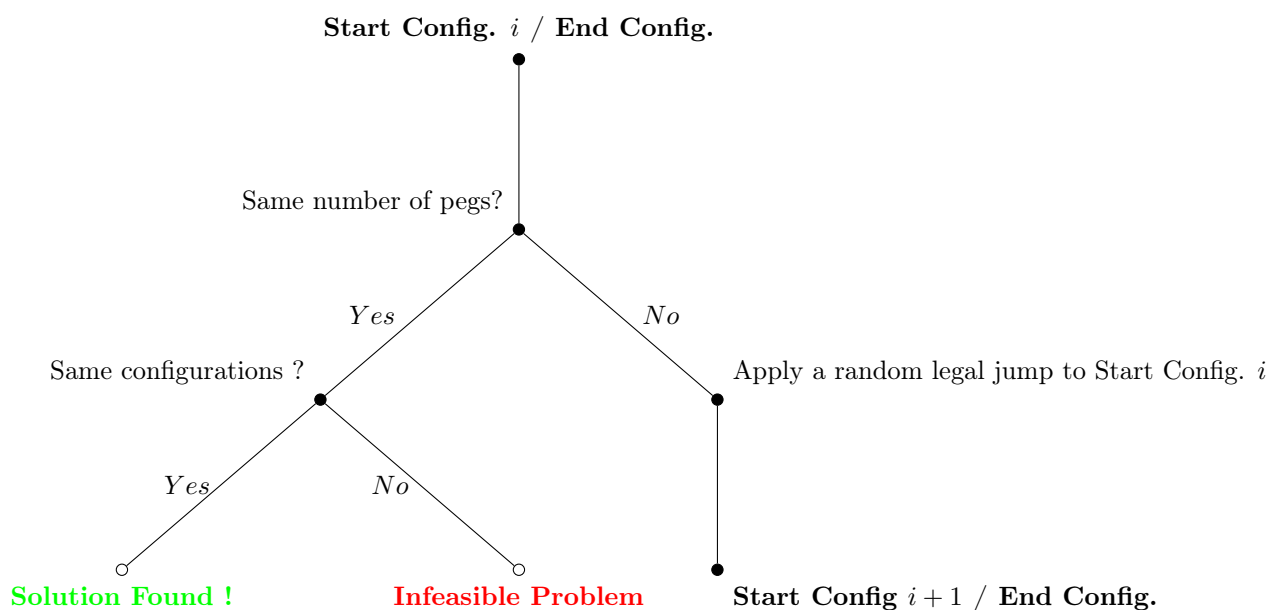 Start Config. i / End Config.
Same number of pegs?
Yes
No
Same configurations ?
Apply a random legal jump to Start Config. i
Yes
No
Solution Found !
Infeasible Problem
Start Config i + 1 / End Config.